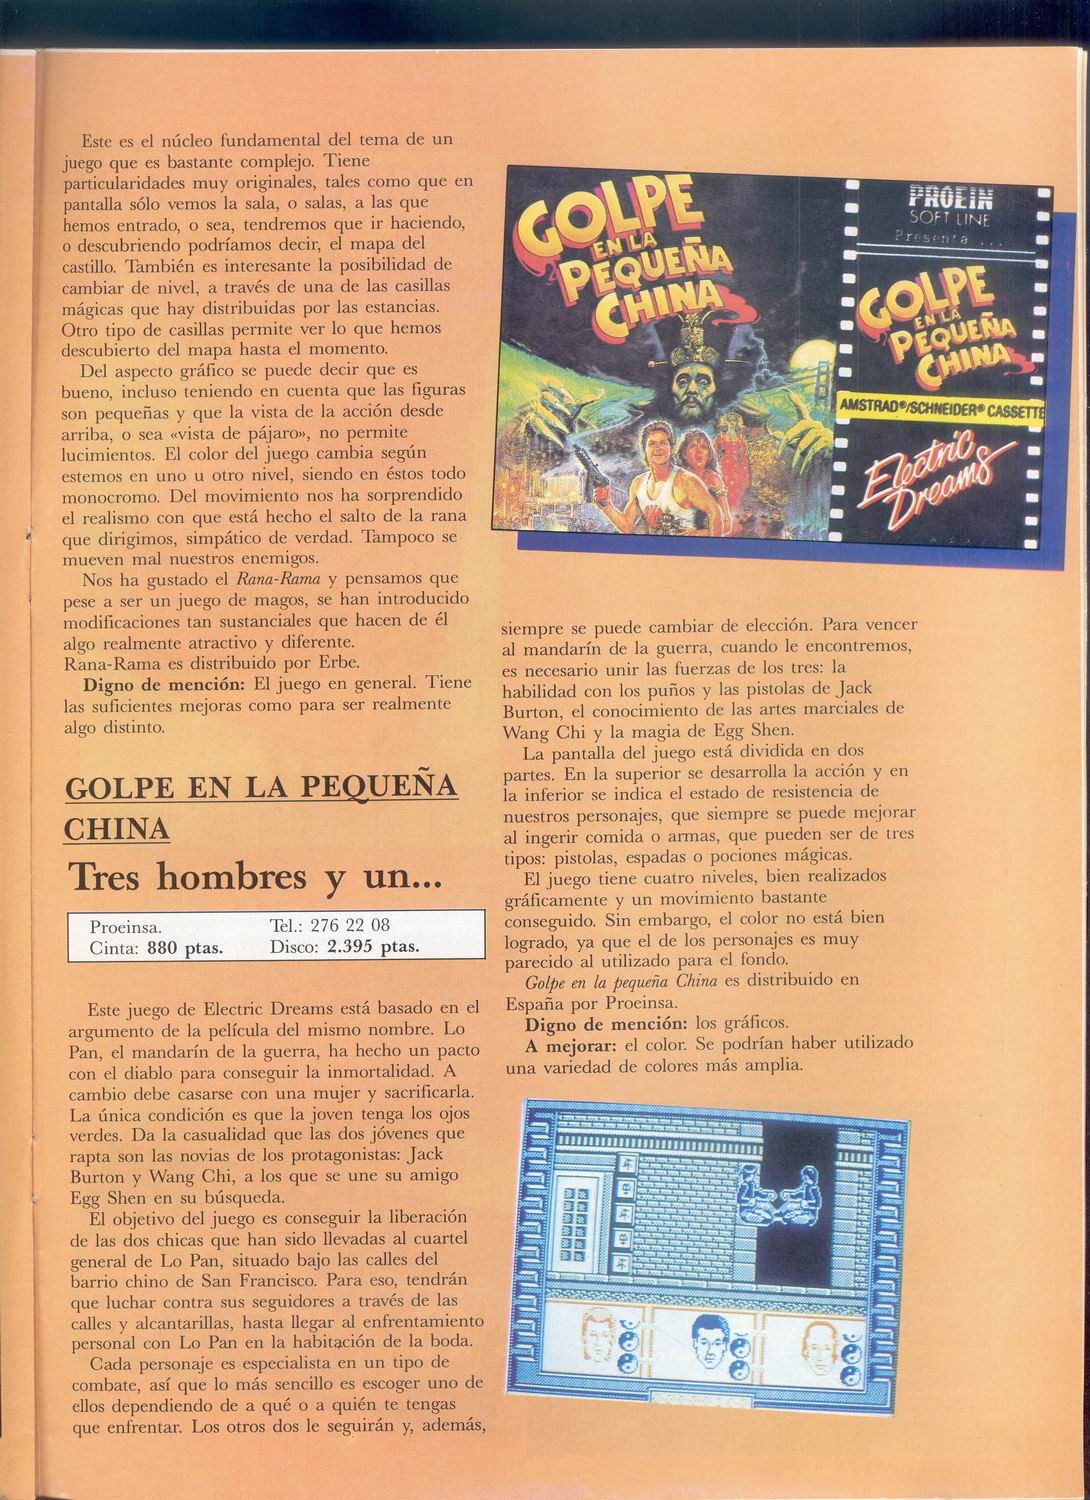 Este es el núcleo fundamental del tema de un
juego que es bastante complejo. Tiene
particularidades muy originales, tales como que en
pantalla sólo vemos la sala, o salas, a las que
hemos entrado, o sea, tendremos que ir haciendo,
o descubriendo podríamos decir, el mapa del
castillo. También es interesante la posibilidad de
cambiar de nivel, a través de una de las casillas
mágicas que hay distribuidas por las estancias.
Otro tipo de casillas permite ver lo que hemos
descubierto del mapa hasta el momento.
Del aspecto gráfico se puede decir que es
bueno, incluso teniendo en cuenta que las figuras
son pequeñas y que la vista de la acción desde
arriba, o sea «vista de pájaro», no permite
lucimientos. El color del juego cambia según
estemos en uno u otro nivel, siendo en éstos todo
monocromo. Del movimiento nos ha sorprendido
el realismo con que está hecho el salto de la rana
que dirigimos, simpático de verdad. Tampoco se
mueven mal nuestros enemigos.
Nos ha gustado el Rana-Rama y pensamos que
pese a ser un juego de magos, se han introducido
modificaciones tan sustanciales que hacen de él
algo realmente atractivo y diferente.
Rana-Rama es distribuido por Erbe.
Digno de mención: El juego en general. Tiene
las suficientes mejoras como para ser realmente
algo distinto.
GOLPE EN LA PEQUEÑA
CHINA
Tres hombres y un...
Proeinsa. Tel.: 276 22 08
Cinta: 880 ptas. Disco: 2.395 ptas.
Este juego de Electric Dreams está basado en el
argumento de la película del mismo nombre. Lo
Pan, el mandarín de la guerra, ha hecho un pacto
con el diablo para conseguir la inmortalidad. A
cambio debe casarse con una mujer y sacrificarla.
La única condición es que la joven tenga los ojos
verdes. Da la casualidad que las dos jóvenes que
rapta son las novias de los protagonistas: Jack
Burton y Wang Chi, a los que se une su amigo
Egg Shen en su búsqueda.
El objetivo del juego es conseguir la liberación
de las dos chicas que han sido llevadas al cuartel
general de Lo Pan, situado bajo las calles del
barrio chino de San Francisco. Para eso, tendrán
que luchar contra sus seguidores a través de las
calles y alcantarillas, hasta llegar al enfrentamiento
personal con Lo Pan en la habitación de la boda.
Cada personaje es especialista en un tipo de
combate, así que lo más sencillo es escoger uno de
ellos dependiendo de a qué o a quién te tengas
que enfrentar. Los otros dos le seguirán y, además,
GOLPE
EN LA
PEQUEÑA
CHINA
PROEIN
SOFT LINE
Presenta ...
GOLPE
EN LA
PEQUEÑA
CHINA
AMSTRAD®/SCHNEIDER® CASSETTE
Electric
Dreams
siempre se puede cambiar de elección. Para vencer
al mandarín de la guerra, cuando le encontremos,
es necesario unir las fuerzas de los tres: la
habilidad con los puños y las pistolas de Jack
Burton, el conocimiento de las artes marciales de
Wang Chi y la magia de Egg Shen.
La pantalla del juego está dividida en dos
partes. En la superior se desarrolla la acción y en
la inferior se indica el estado de resistencia de
nuestros personajes, que siempre se puede mejorar
al ingerir comida o armas, que pueden ser de tres
tipos: pistolas, espadas o pociones mágicas.
El juego tiene cuatro niveles, bien realizados
gráficamente y un movimiento bastante
conseguido. Sin embargo, el color no está bien
logrado, ya que el de los personajes es muy
parecido al utilizado para el fondo.
Golpe en la pequeña China es distribuido en
España por Proeinsa.
Digno de mención: los gráficos.
A mejorar: el color. Se podrían haber utilizado
una variedad de colores más amplia.